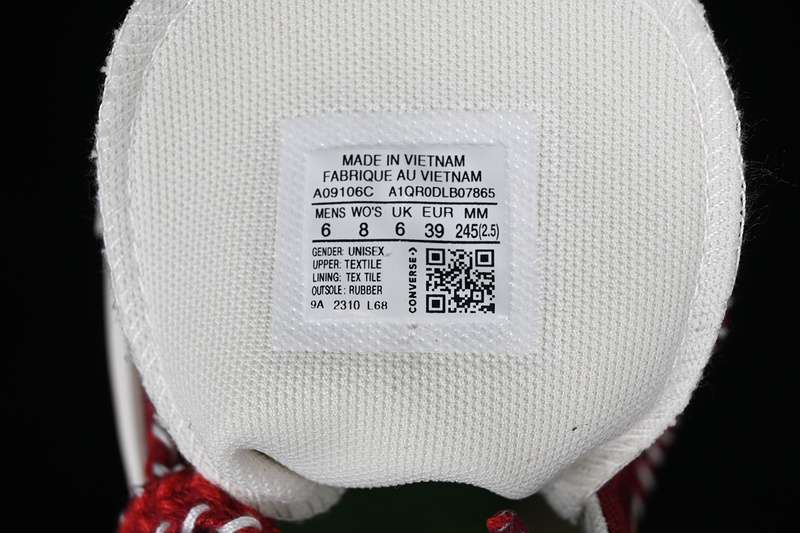 MADE IN VIETNAM
FABRIQUE AU VIETNAM
A09106C A1QR0DLB07865
MENS WO'S UK EUR MM
6 8 6 39 245(2.5)
GENDER: UNISEX
UPPER: TEXTILE
LINING: TEX TILE
OUTSOLE: RUBBER
9A 2310 L68
CONVERSE